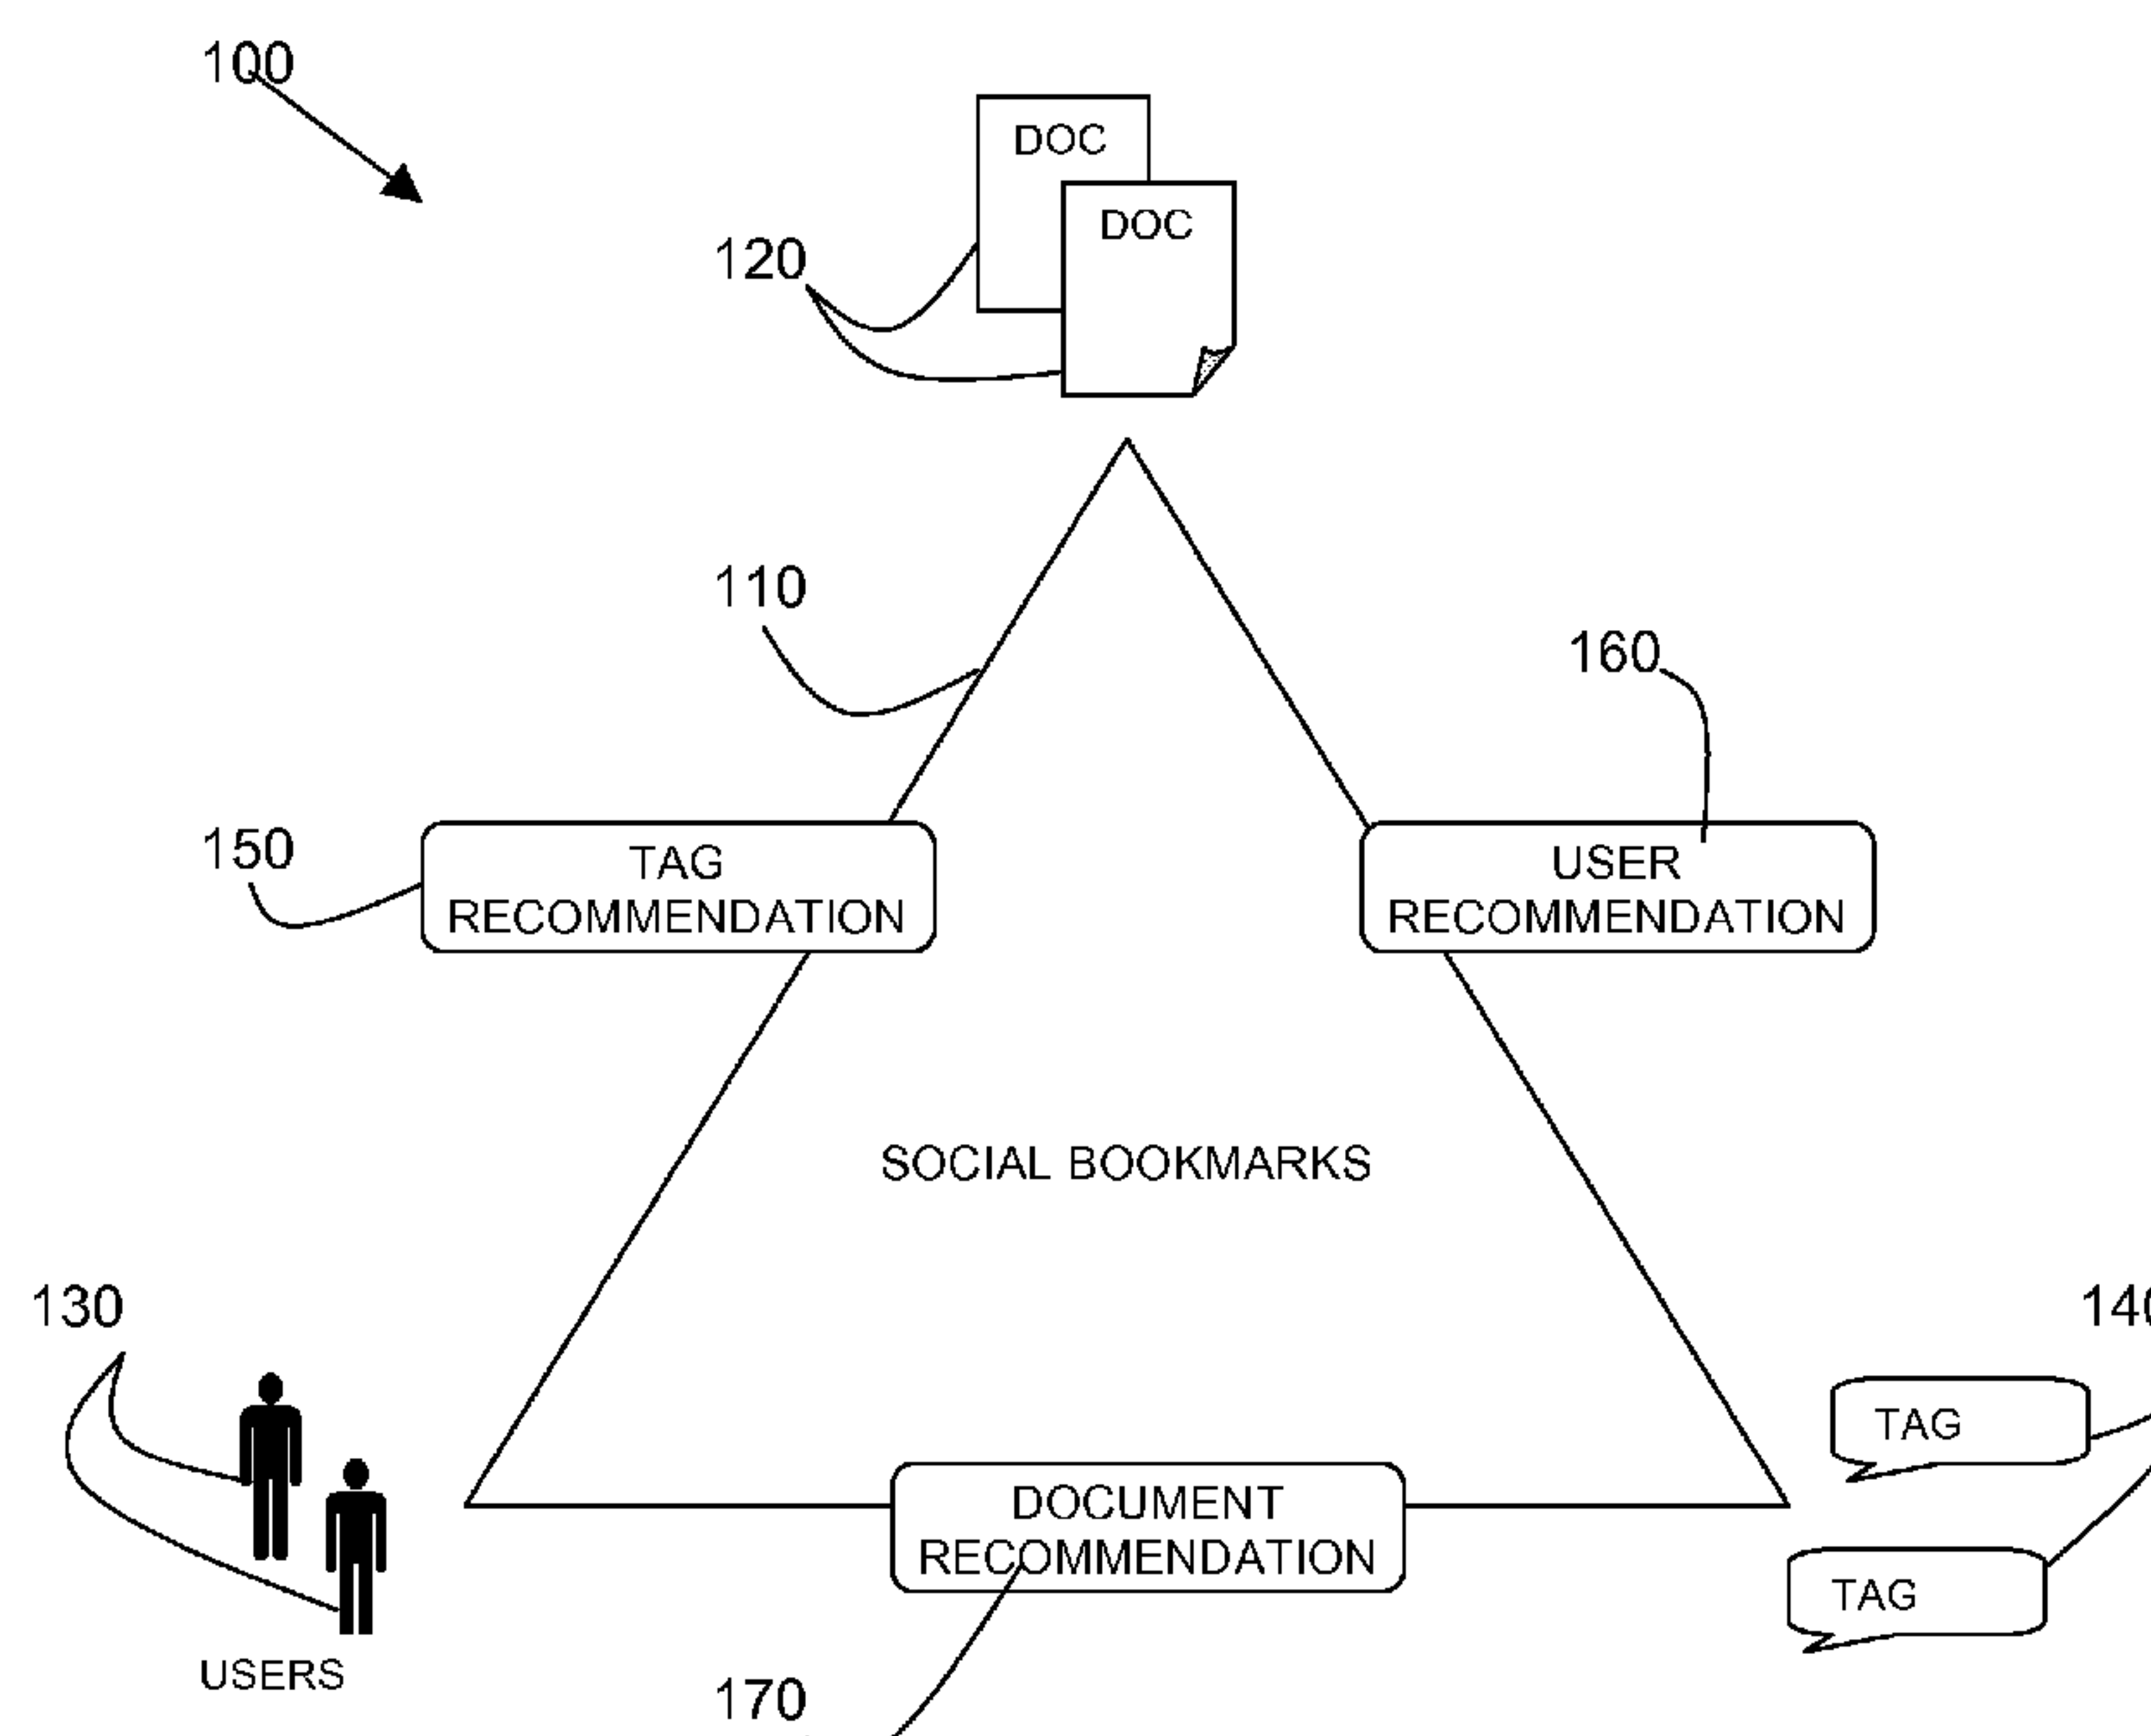 100
DOC
DOC
120
110
160
150
TAG
RECOMMENDATION
USER
RECOMMENDATION
SOCIAL BOOKMARKS
130
140
TAG
DOCUMENT
RECOMMENDATION
TAG
USERS
170